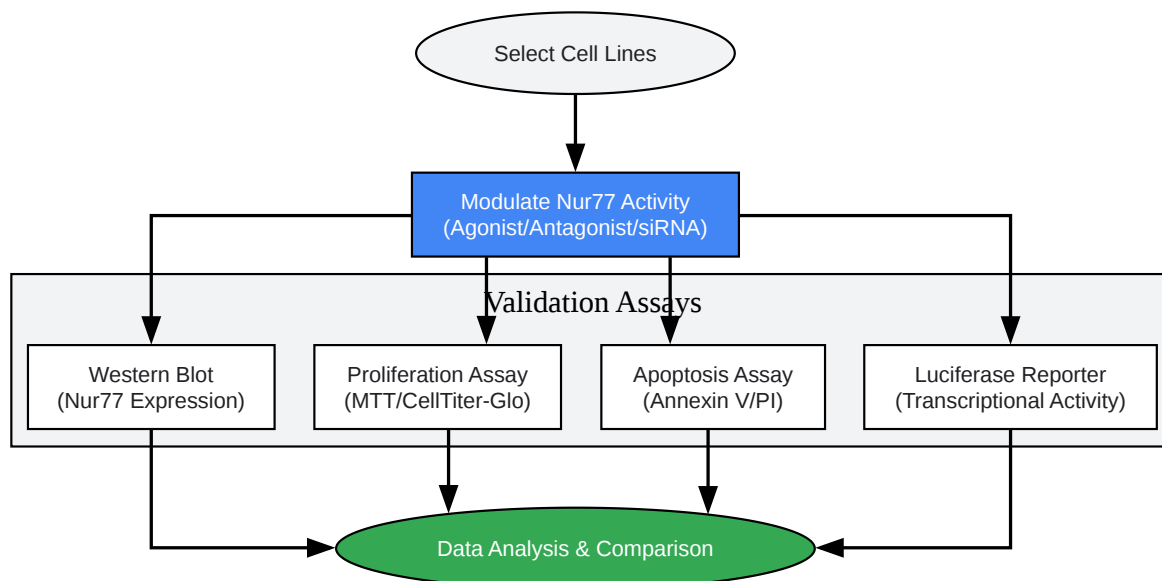 Select Cell Lines
Modulate Nur77 Activity
(Agonist/Antagonist/siRNA)
Validation Assays
Western Blot
(Nur77 Expression)
Proliferation Assay
(MTT/CellTiter-Glo)
Apoptosis Assay
(Annexin V/PI)
Luciferase Reporter
(Transcriptional Activity)
Data Analysis & Comparison